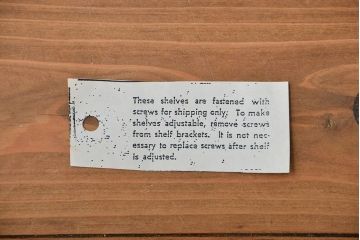 These shelves are fastened with
screws for shipping only. To make
shelves adjustable, remove screws
from shelf brackets. It is not nec-
essary to replace screws after shelf
is adjusted.